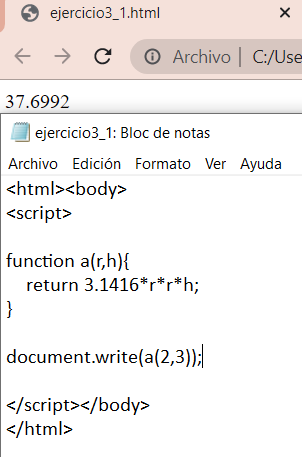 ejercicio3_1.html
Archivo | C:/Use
37.6992
ejercicio3_1: Bloc de notas
Archivo Edición Formato Ver Ayuda
<html><body>
<script>
function a(r,h){
return 3.1416*r*r*h;
}
document.write(a(2,3));
</script></body>
</html>